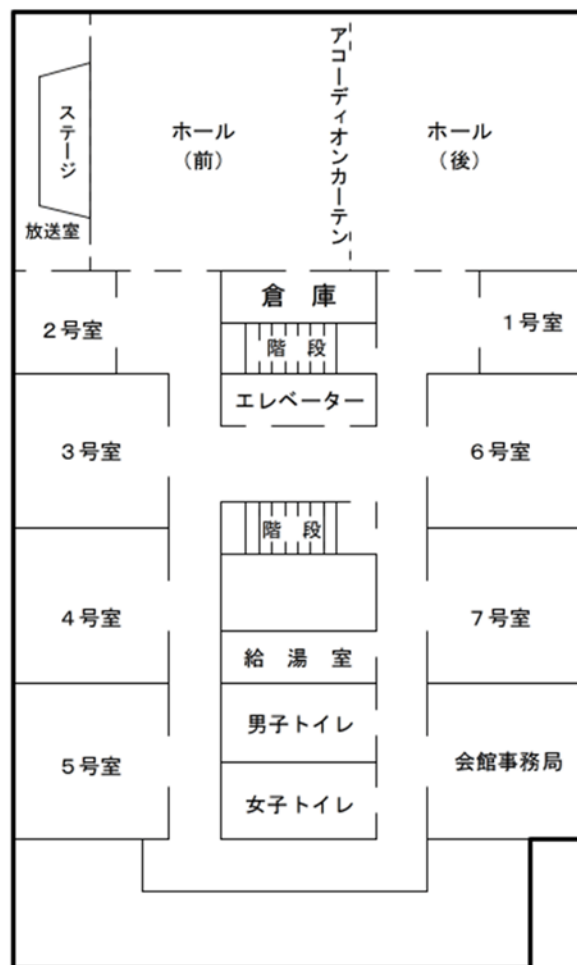 ステージ
放送室
ホール
（前）
アコーディオンカーテン
ホール
（後）
倉　庫
階　段
エレベーター
２号室
１号室
３号室
６号室
階　段
４号室
７号室
給　湯　室
男子トイレ
５号室
会館事務局
女子トイレ